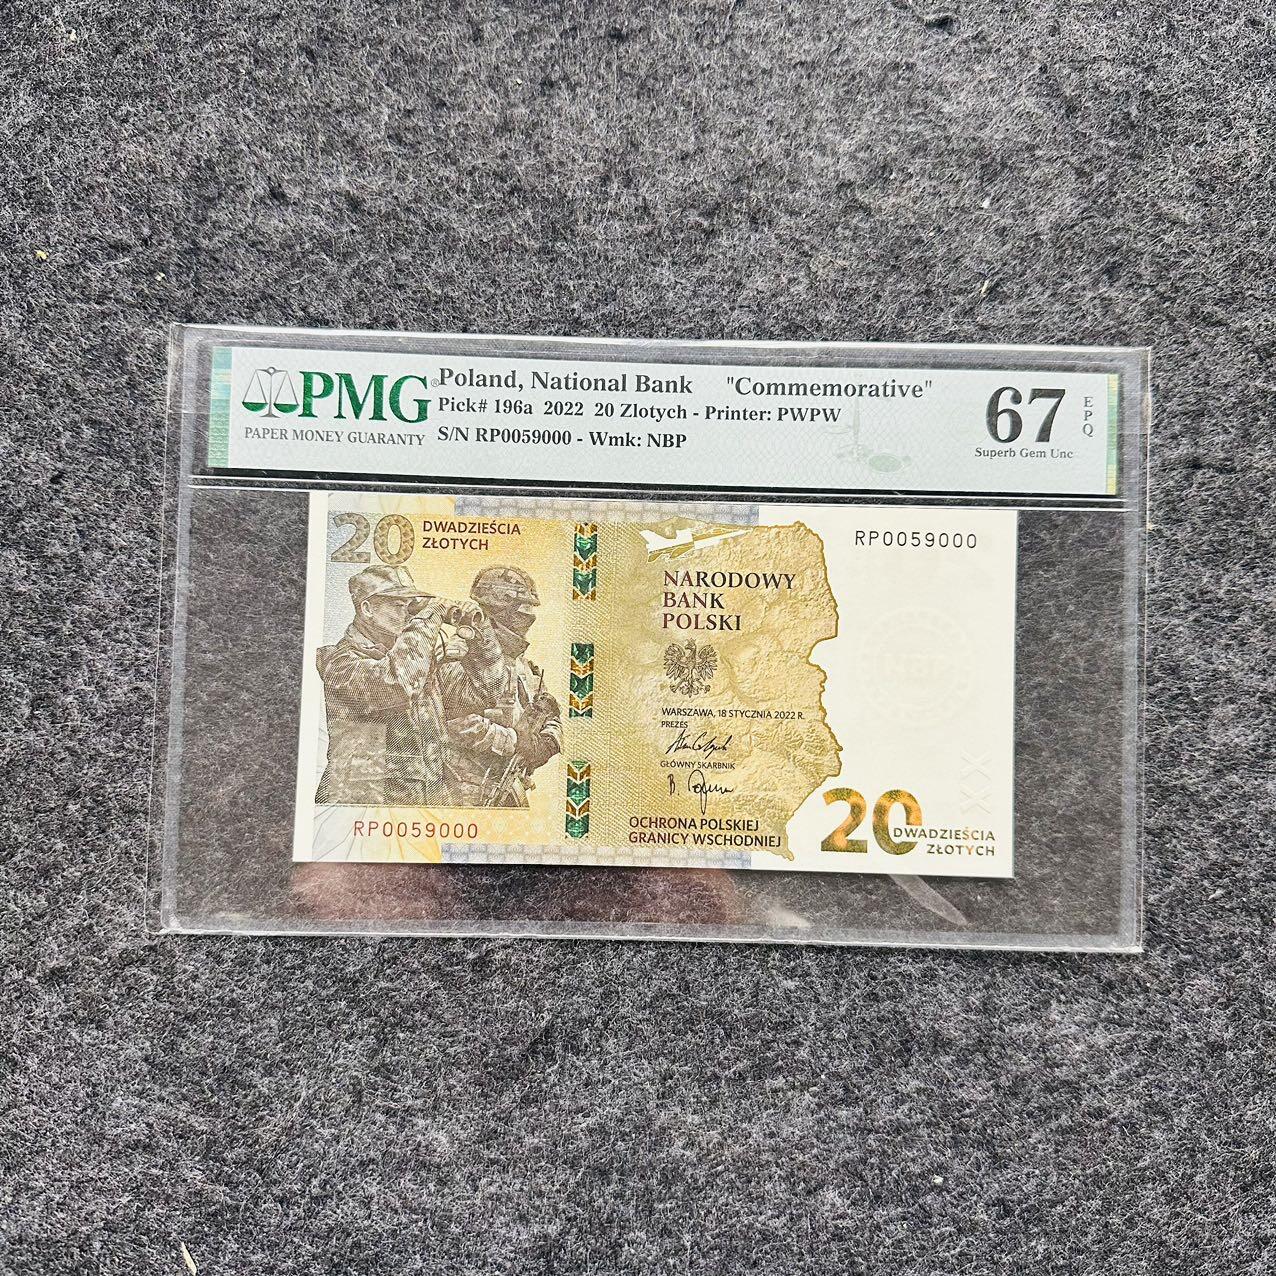 PMG®
PAPER MONEY GUARANTY
Poland, National Bank "Commemorative"
Pick# 196a 2022 20 Zlotych - Printer: PWPW
S/N RP0059000 - Wmk: NBP
67
EPQ
Superb Gem Unc
20 DWADZIEŚCIA
ZŁOTYCH
RP0059000
NARODOWY
BANK
POLSKI
WARSZAWA, 18 STYCZNIA 2022 R.
PREZES
GŁÓWNY SKARBNIK
RP0059000
OCHRONA POLSKIEJ
GRANICY WSCHODNIEJ
20 DWADZIEŚCIA
ZŁOTYCH
NBP
XX